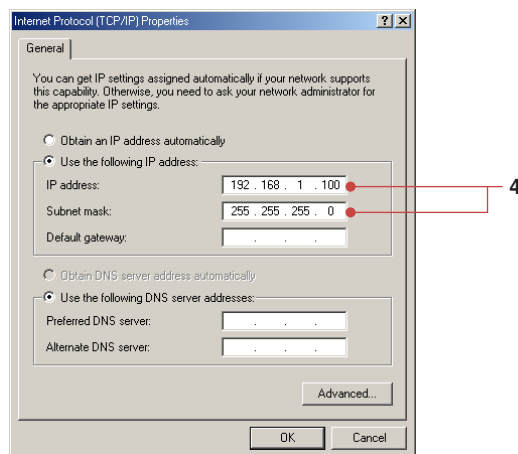 Internet Protocol (TCP/IP) Properties
General
You can get IP settings assigned automatically if your network supports
this capability. Otherwise, you need to ask your network administrator for
the appropriate IP settings.
Obtain an IP address automatically
Use the following IP address:
IP address: 192 . 168 . 1 . 100
4
Subnet mask: 255 . 255 . 255 . 0
Default gateway: . . .
Obtain DNS server address automatically
Use the following DNS server addresses:
Preferred DNS server: . . .
Alternate DNS server: . . .
Advanced...
OK Cancel